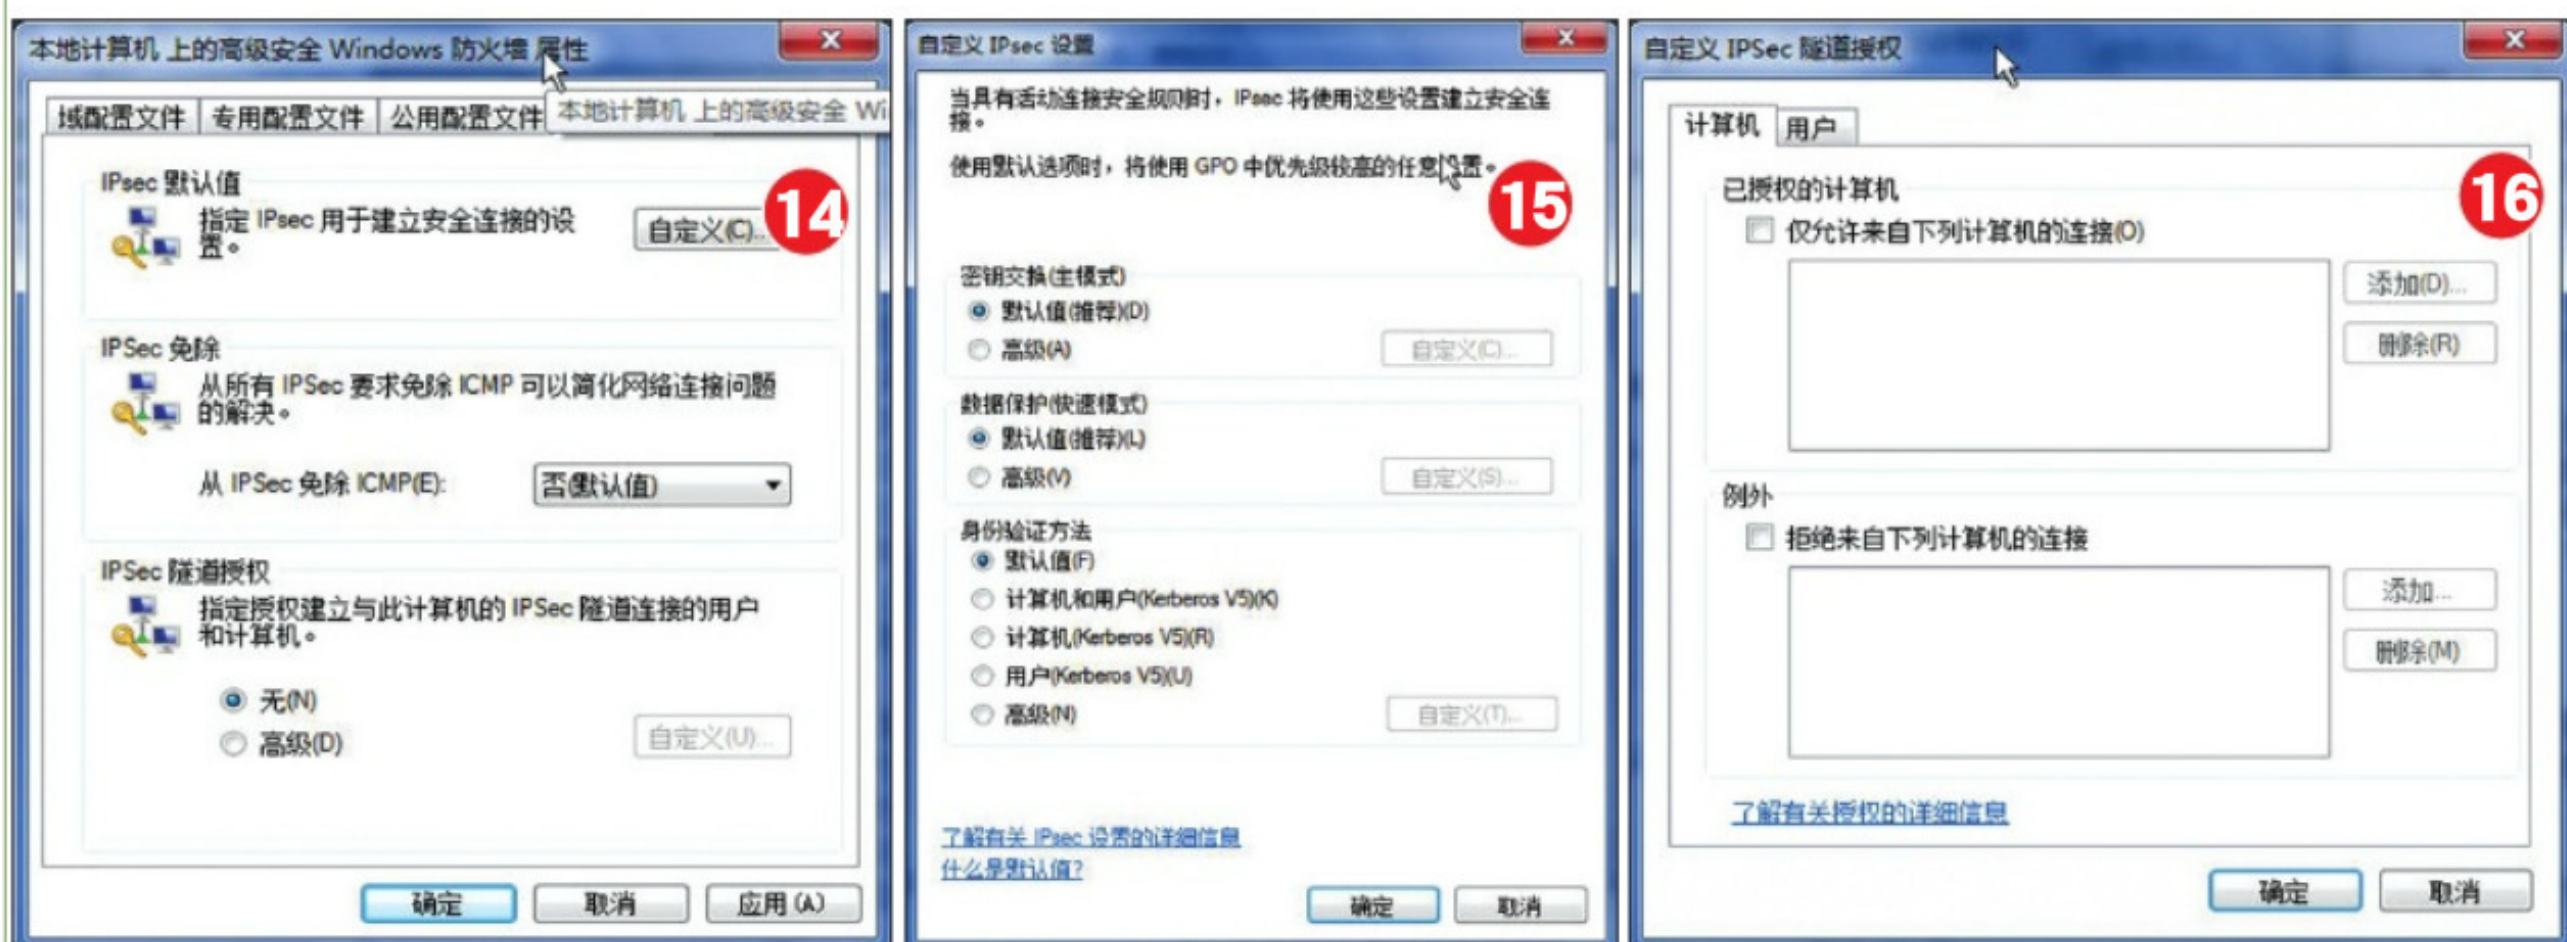 本地计算机 上的高级安全 Windows 防火墙 属性
域配置文件 专用配置文件 公用配置文件
本地计算机 上的高级安全 Wi
14
IPsec 默认值
指定 IPsec 用于建立安全连接的设
置。
自定义(C)...
IPSec 免除
从所有 IPSec 要求免除 ICMP 可以简化网络连接问题
的解决。
从 IPSec 免除 ICMP(E):
否(默认值)
IPSec 隧道授权
指定授权建立与此计算机的 IPSec 隧道连接的用户
和计算机。
无(N)
高级(D)
自定义(U)...
确定 取消 应用(A)
自定义 IPsec 设置
当具有活动连接安全规则时，IPsec 将使用这些设置建立安全连
接。
使用默认选项时，将使用 GPO 中优先级较高的任意设置。
15
密钥交换(主模式)
默认值(推荐)(D)
高级(A)
自定义(C)...
数据保护(快速模式)
默认值(推荐)(L)
高级(V)
自定义(S)...
身份验证方法
默认值(F)
计算机和用户(Kerberos V5)(K)
计算机(Kerberos V5)(R)
用户(Kerberos V5)(U)
高级(N)
自定义(T)...
了解有关 IPsec 设置的详细信息
什么是默认值?
确定 取消
自定义 IPSec 隧道授权
计算机 用户
16
已授权的计算机
仅允许来自下列计算机的连接(O)
添加(D)...
删除(R)
例外
拒绝来自下列计算机的连接
添加...
删除(M)
了解有关授权的详细信息
确定 取消